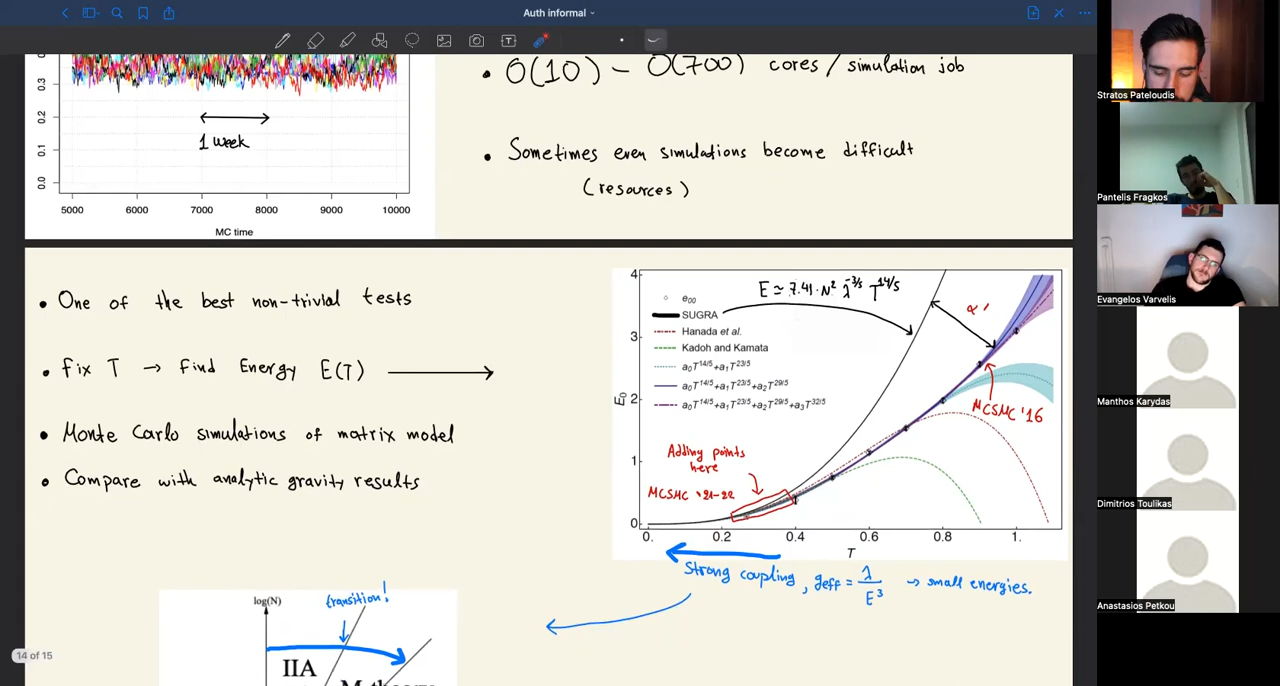 Auth informal
0.3
0.2
0.1
0.0
1 week
5000 6000 7000 8000 9000 10000
MC time
• O(10) - O(700) cores / simulation job
• Sometimes even simulations become difficult
(resources)
• One of the best non-trivial tests
• Fix T → Find Energy E(T)
• Monte Carlo simulations of matrix model
• Compare with analytic gravity results
4
3
2
1
0
E₀
e₀₀
SUGRA
Hanada et al.
Kadoh and Kamata
a₀T^14/5+a₁T^23/5
a₀T^14/5+a₁T^23/5+a₂T^29/5
a₀T^14/5+a₁T^23/5+a₂T^29/5+a₃T^32/5
E ≃ 7.41·N² λ^-3/5 T^14/5
α'
MCSMC '16
Adding points
here
MCSMC '21-22
0. 0.2 0.4 0.6 0.8 1.
T
Strong coupling, geff = λ/E³ → small energies.
log(N)
transition!
IIA
14 of 15
Stratos Pateloudis
Pantelis Fragkos
Evangelos Varvelis
Manthos Karydas
Dimitrios Toulikas
Anastasios Petkou